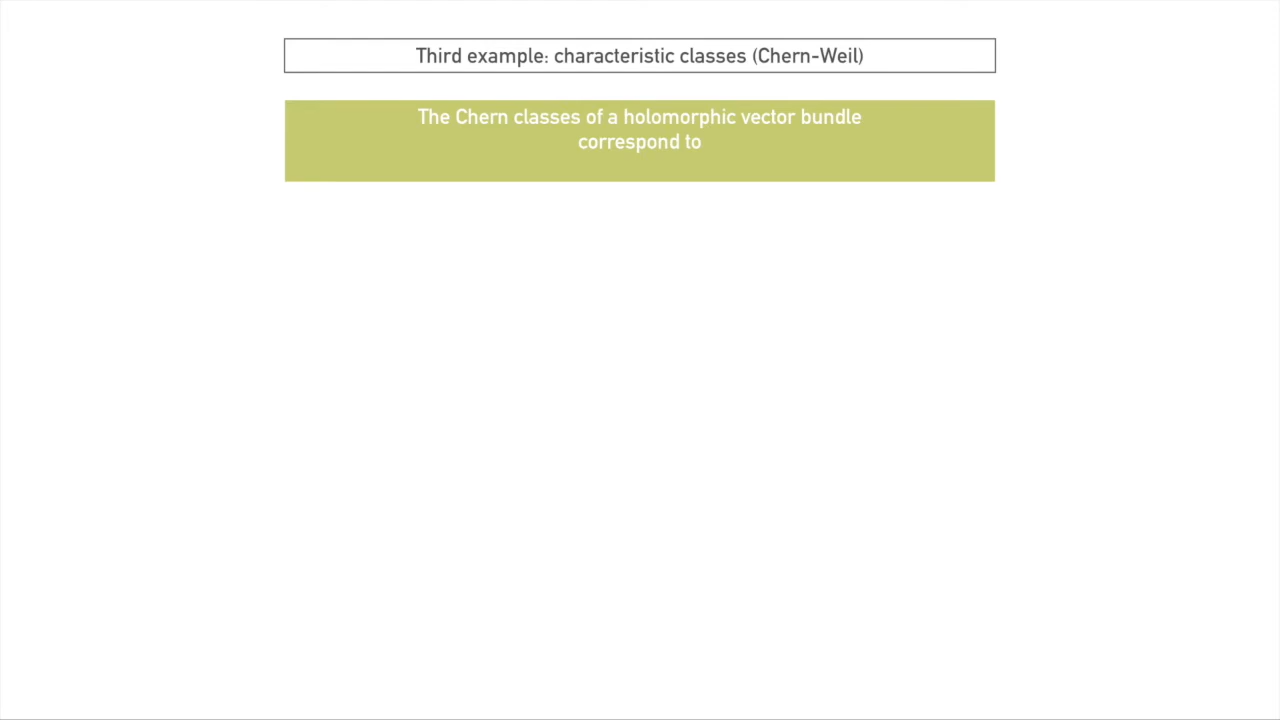 Third example: characteristic classes (Chern-Weil)
The Chern classes of a holomorphic vector bundle
correspond to